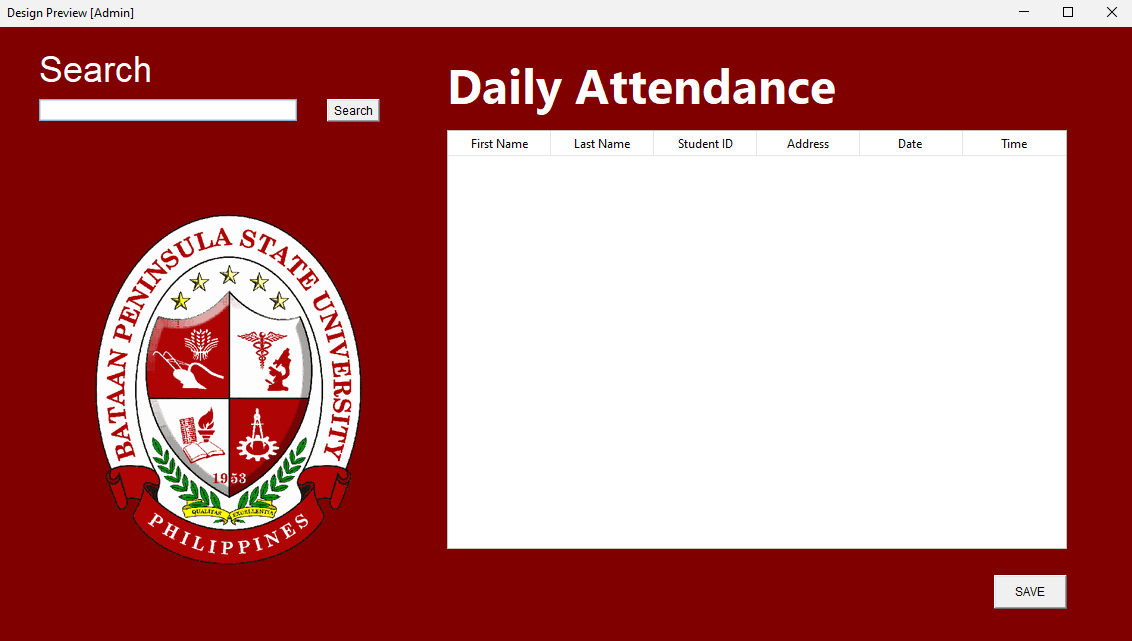 Design Preview [Admin]
Search
Search
Daily Attendance
First Name Last Name Student ID Address Date Time
BATAAN PENINSULA STATE UNIVERSITY
1953
QUALITAS EXCELLENTIA
PHILIPPINES
SAVE